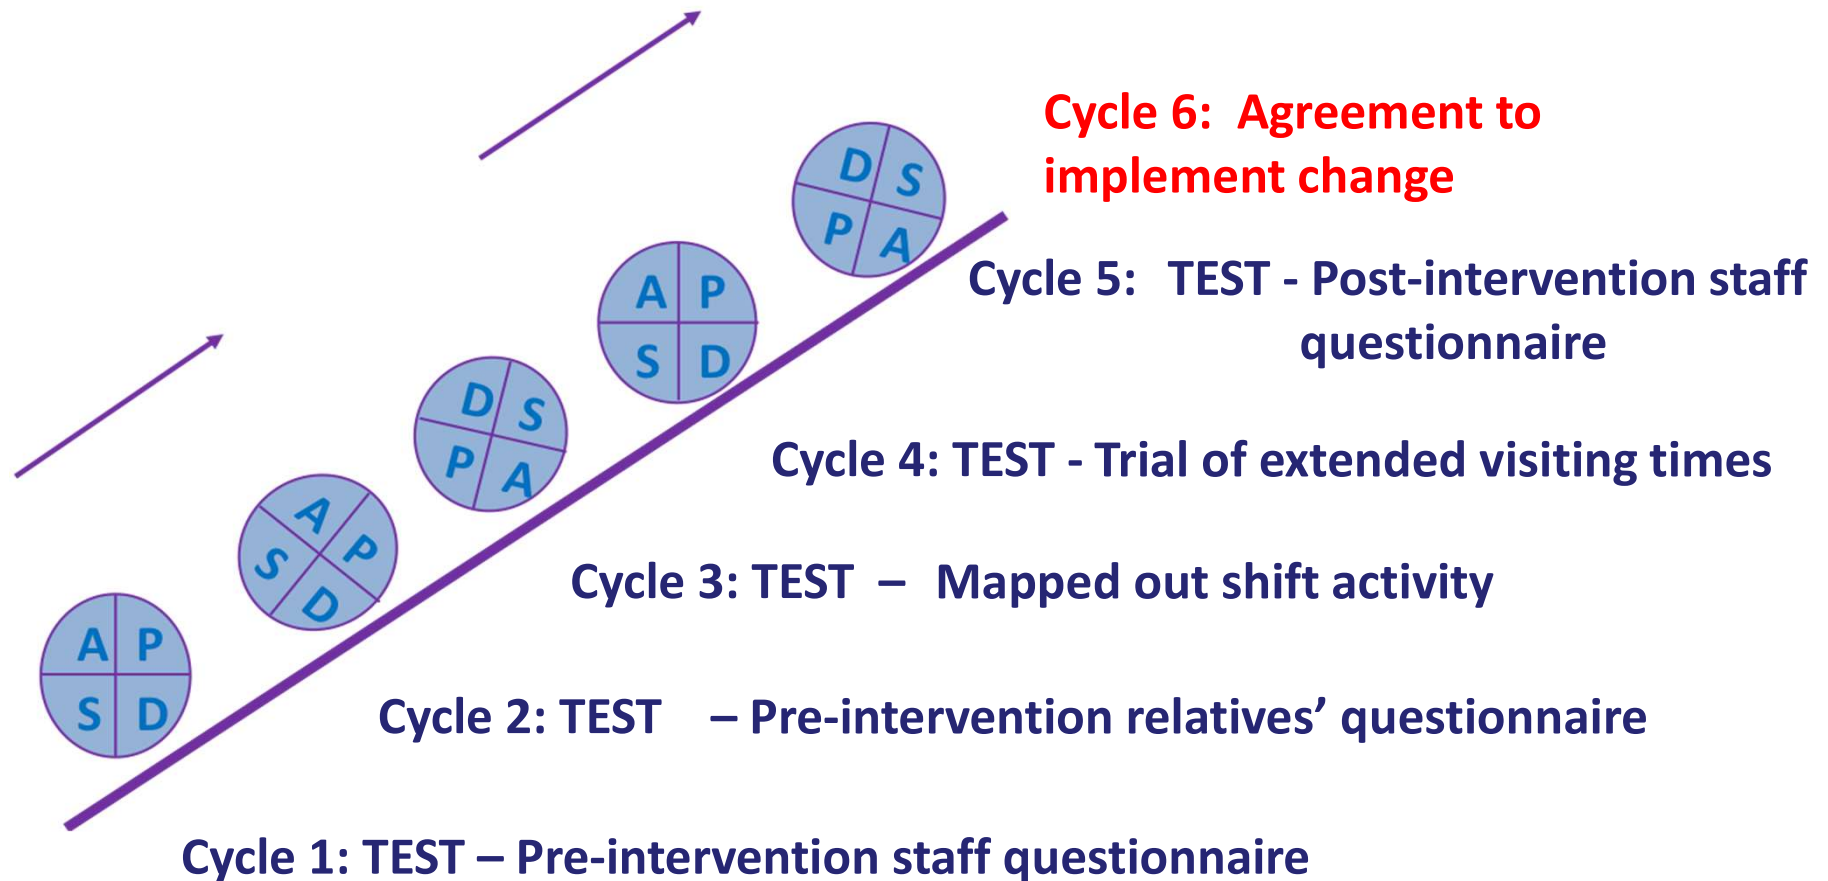 Cycle 6: Agreement to
implement change
D S
P A
Cycle 5: TEST - Post-intervention staff
questionnaire
A P
S D
Cycle 4: TEST - Trial of extended visiting times
D S
P A
Cycle 3: TEST – Mapped out shift activity
A P
S D
Cycle 2: TEST – Pre-intervention relatives’ questionnaire
A P
S D
Cycle 1: TEST – Pre-intervention staff questionnaire